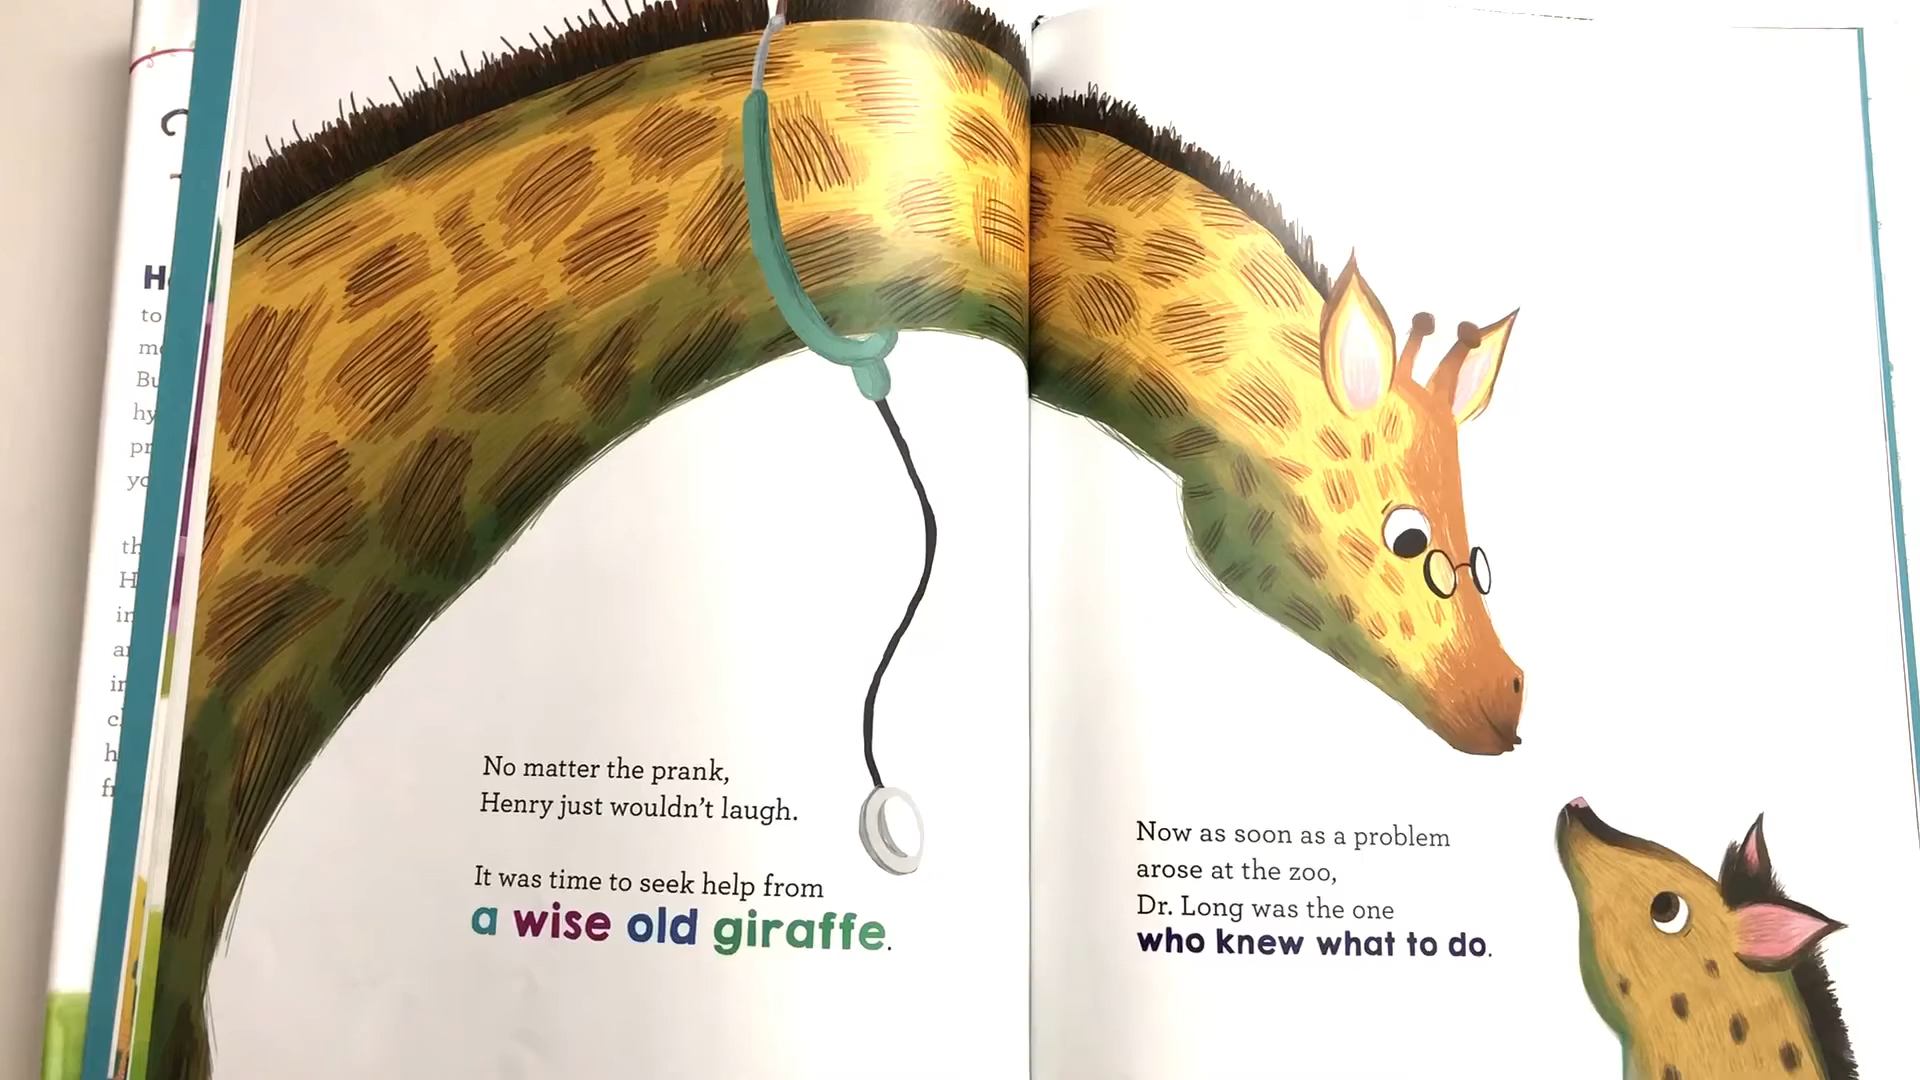 No matter the prank,
Henry just wouldn't laugh.
It was time to seek help from
a wise old giraffe.
Now as soon as a problem
arose at the zoo,
Dr. Long was the one
who knew what to do.